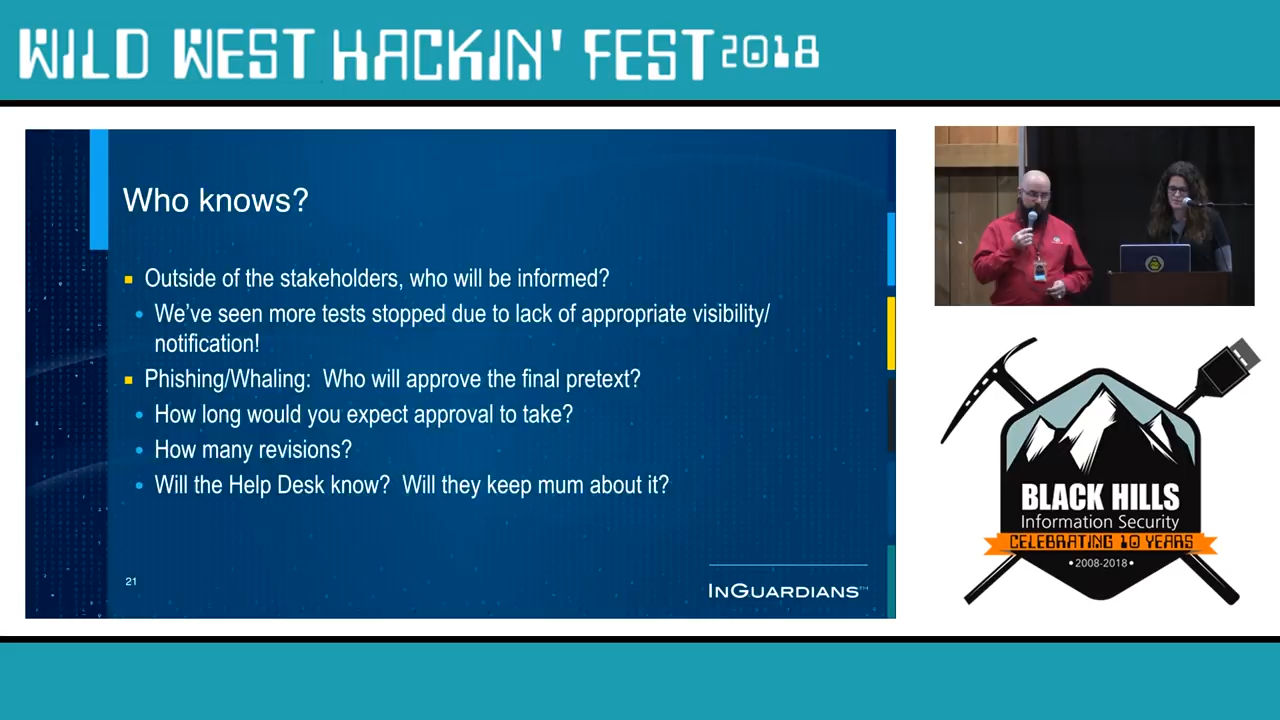 WILD WEST HACKIN' FEST 2018
Who knows?
Outside of the stakeholders, who will be informed?
We've seen more tests stopped due to lack of appropriate visibility/
notification!
Phishing/Whaling:  Who will approve the final pretext?
How long would you expect approval to take?
How many revisions?
Will the Help Desk know?  Will they keep mum about it?
21
INGUARDIANS™
BLACK HILLS
Information Security
CELEBRATING 10 YEARS
•2008-2018•